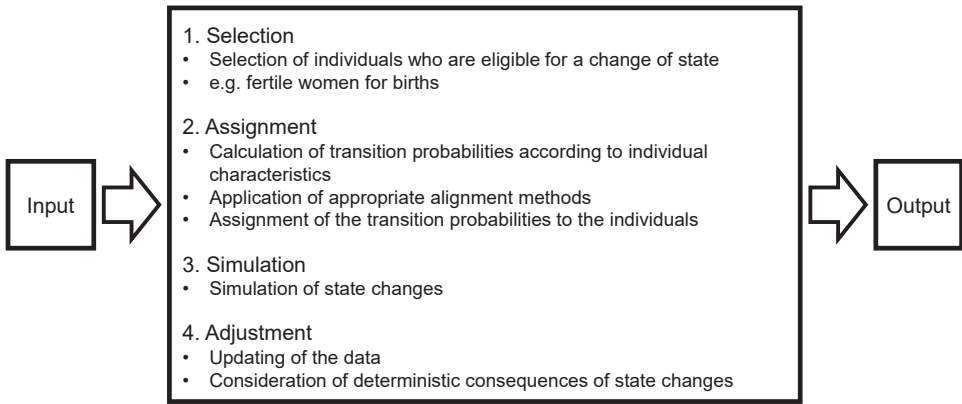 Input
1. Selection
• Selection of individuals who are eligible for a change of state
• e.g. fertile women for births
2. Assignment
• Calculation of transition probabilities according to individual
characteristics
• Application of appropriate alignment methods
• Assignment of the transition probabilities to the individuals
3. Simulation
• Simulation of state changes
4. Adjustment
• Updating of the data
• Consideration of deterministic consequences of state changes
Output